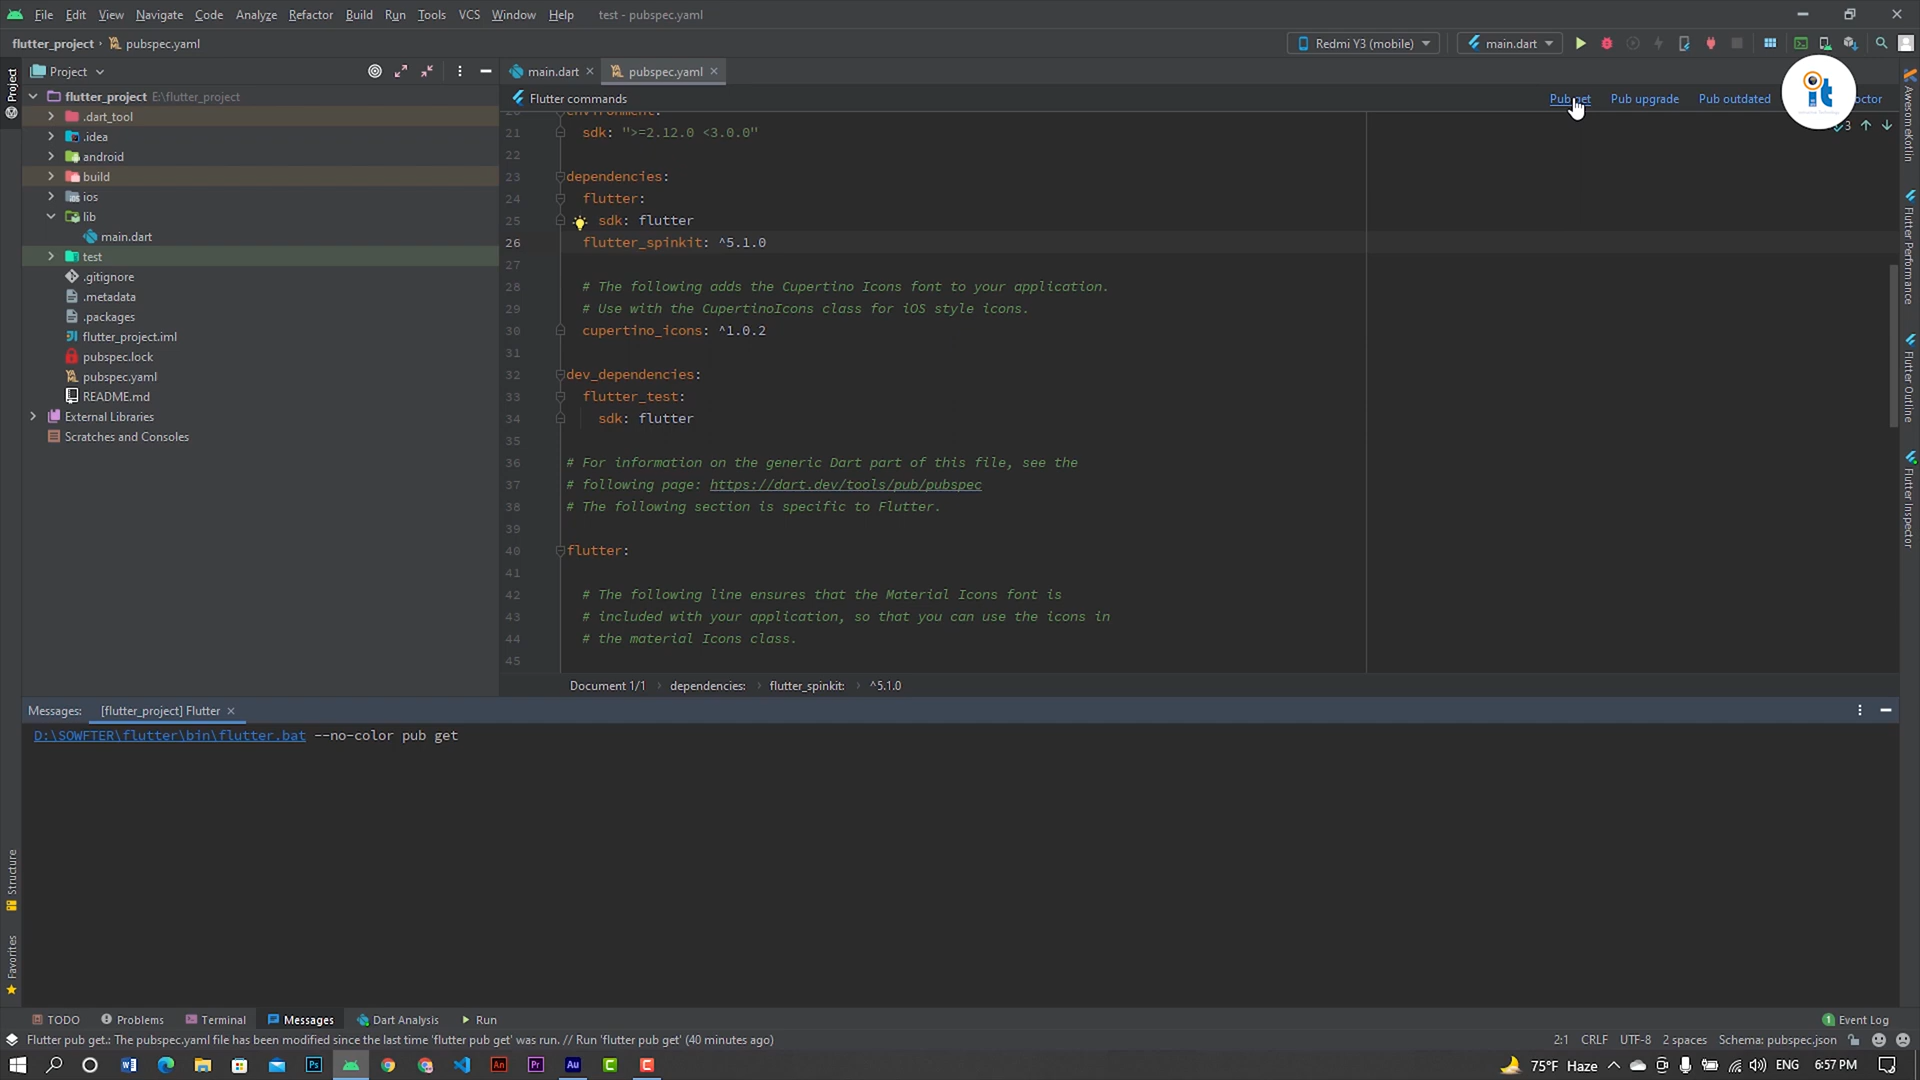 File Edit View Navigate Code Analyze Refactor Build Run Tools VCS Window Help test - pubspec.yaml
flutter_project pubspec.yaml Redmi Y3 (mobile) main.dart
Project
Project
main.dart
pubspec.yaml
flutter_project E:\flutter_project
.dart_tool
.idea
android
build
ios
lib
main.dart
test
.gitignore
.metadata
.packages
flutter_project.iml
pubspec.lock
pubspec.yaml
README.md
External Libraries
Scratches and Consoles
Flutter commands Pub get Pub upgrade Pub outdated
it
3
21 sdk: ">=2.12.0 <3.0.0"
22
23 dependencies:
24 flutter:
25 sdk: flutter
26 flutter_spinkit: ^5.1.0
27
28 # The following adds the Cupertino Icons font to your application.
29 # Use with the CupertinoIcons class for iOS style icons.
30 cupertino_icons: ^1.0.2
31
32 dev_dependencies:
33 flutter_test:
34 sdk: flutter
35
36 # For information on the generic Dart part of this file, see the
37 # following page: https://dart.dev/tools/pub/pubspec
38 # The following section is specific to Flutter.
39
40 flutter:
41
42 # The following line ensures that the Material Icons font is
43 # included with your application, so that you can use the icons in
44 # the material Icons class.
45
Document 1/1 dependencies: flutter_spinkit: ^5.1.0
AwesomeKotlin
Flutter Performance
Flutter Outline
Flutter Inspector
Messages: [flutter_project] Flutter
D:\SOWFTER\flutter\bin\flutter.bat --no-color pub get
Structure
Favorites
TODO Problems Terminal Messages Dart Analysis Run Event Log
Flutter pub get.: The pubspec.yaml file has been modified since the last time 'flutter pub get' was run. // Run 'flutter pub get' (40 minutes ago) 2:1 CRLF UTF-8 2 spaces Schema: pubspec.json
75°F Haze ENG 6:57 PM